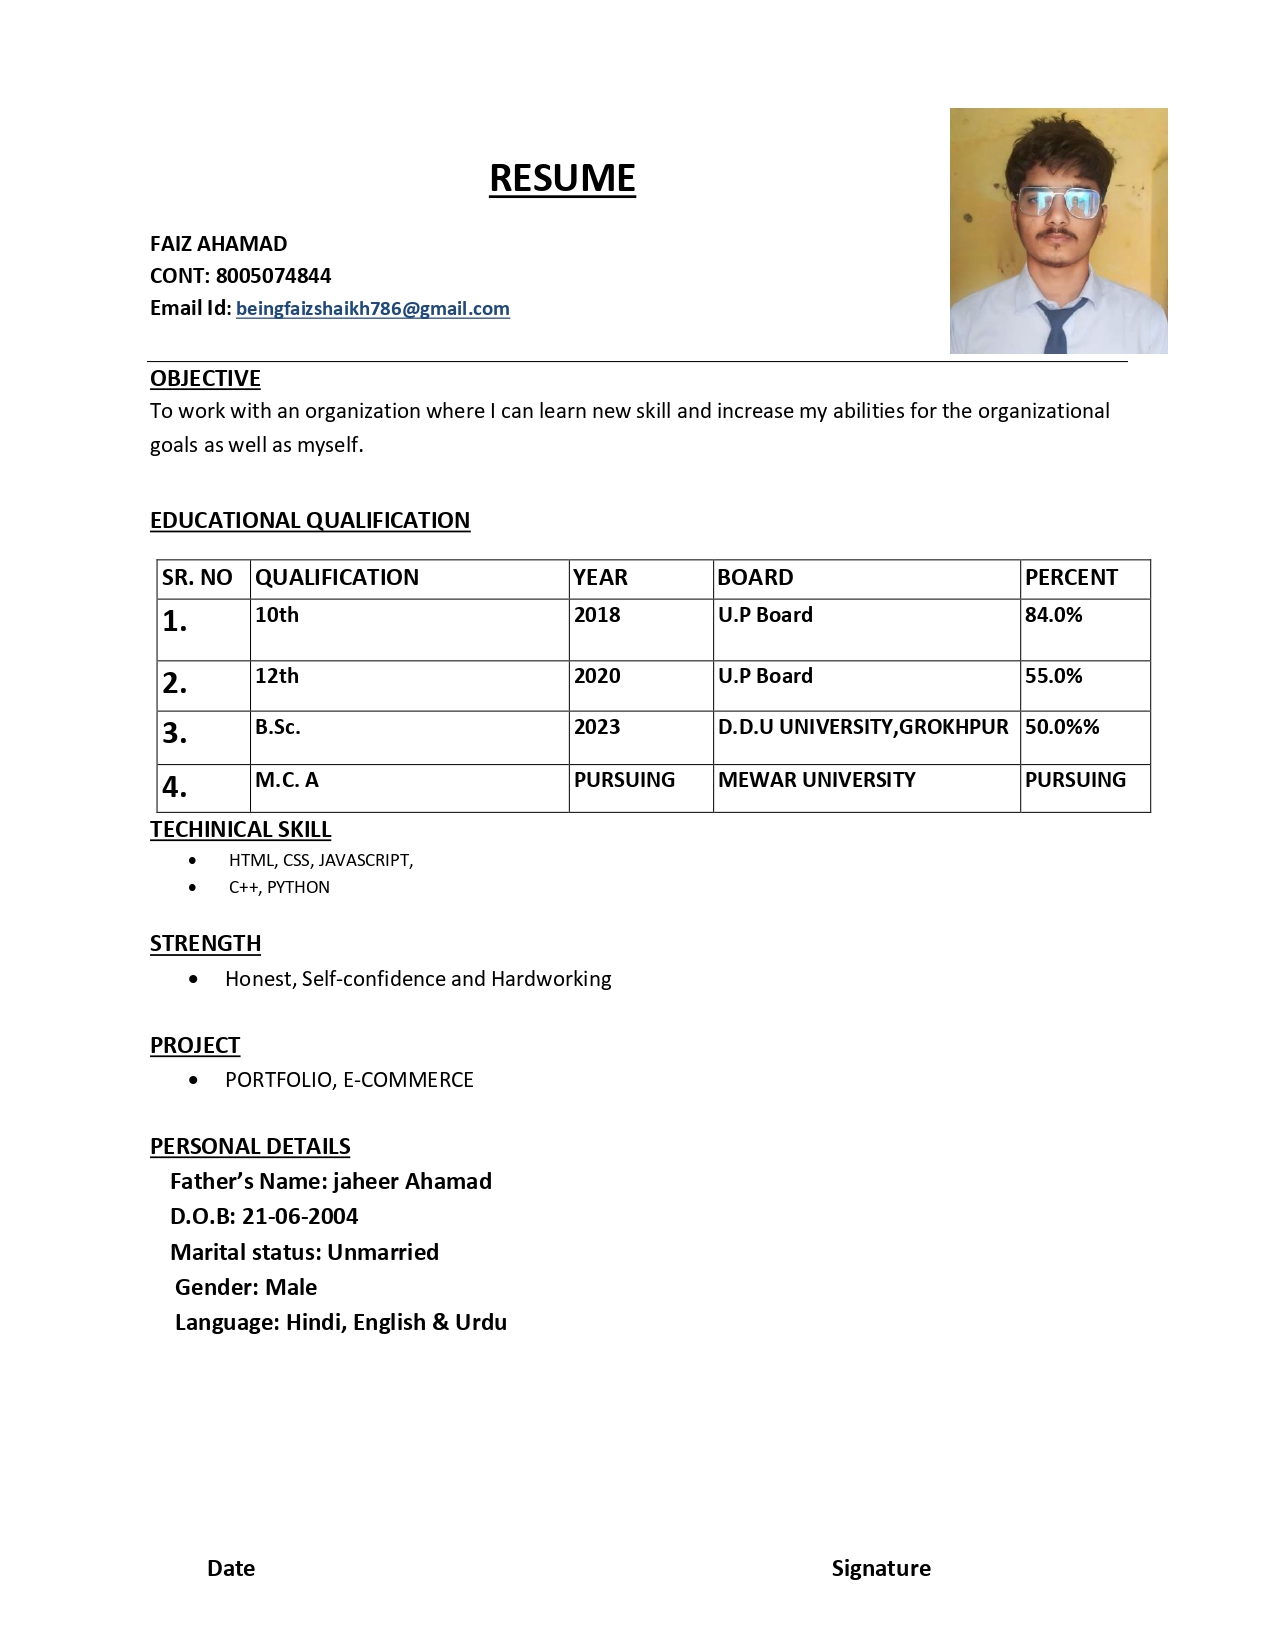 RESUME
FAIZ AHAMAD
CONT: 8005074844
Email Id: beingfaizshaikh786@gmail.com
OBJECTIVE
To work with an organization where I can learn new skill and increase my abilities for the organizational
goals as well as myself.
EDUCATIONAL QUALIFICATION
SR. NO QUALIFICATION YEAR BOARD PERCENT
1. 10th 2018 U.P Board 84.0%
2. 12th 2020 U.P Board 55.0%
3. B.Sc. 2023 D.D.U UNIVERSITY,GROKHPUR 50.0%%
4. M.C. A PURSUING MEWAR UNIVERSITY PURSUING
TECHINICAL SKILL
• HTML, CSS, JAVASCRIPT,
• C++, PYTHON
STRENGTH
• Honest, Self-confidence and Hardworking
PROJECT
• PORTFOLIO, E-COMMERCE
PERSONAL DETAILS
Father’s Name: jaheer Ahamad
D.O.B: 21-06-2004
Marital status: Unmarried
Gender: Male
Language: Hindi, English & Urdu
Date Signature